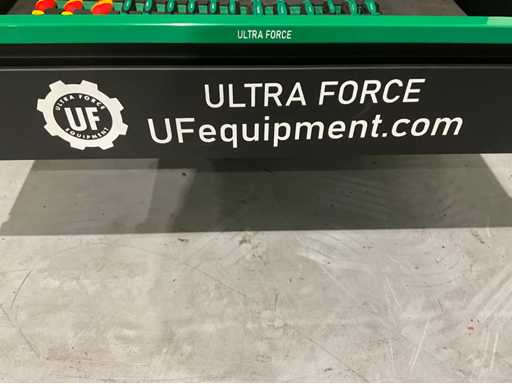 ULTRA FORCE
ULTRA FORCE
UFequipment.com
ULTRA FORCE
UF
EQUIPMENT